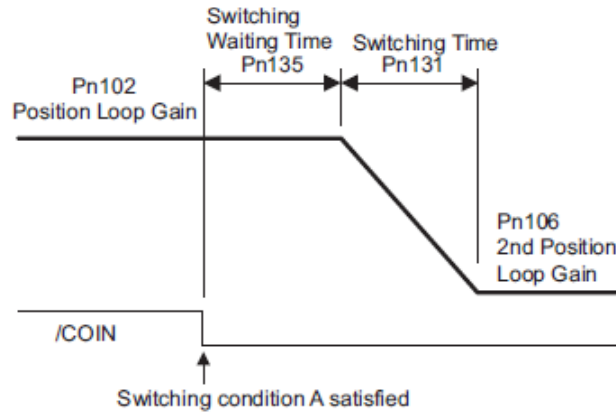 Switching
Waiting Time
Pn135
Switching Time
Pn131
Pn102
Position Loop Gain
Pn106
2nd Position
Loop Gain
/COIN
Switching condition A satisfied